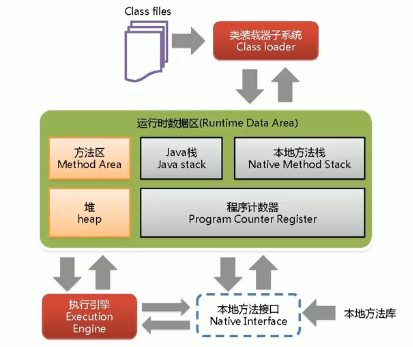 Class files
类装载器子系统
Class loader
运行时数据区(Runtime Data Area)
方法区
Method Area
Java栈
Java stack
本地方法栈
Native Method Stack
堆
heap
程序计数器
Program Counter Register
执行引擎
Execution
Engine
本地方法接口
Native Interface
本地方法库